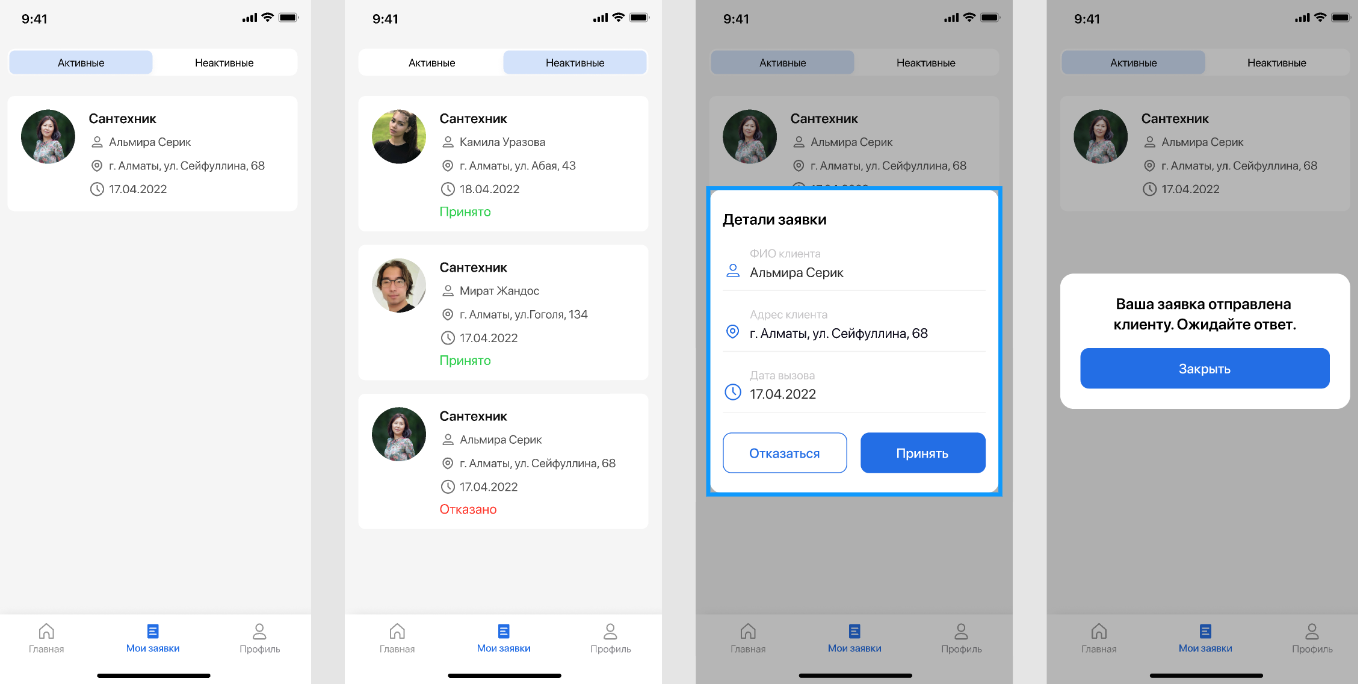 9:41
Активные
Неактивные
Сантехник
Альмира Серик
г. Алматы, ул. Сейфуллина, 68
17.04.2022
Главная
Мои заявки
Профиль
9:41
Активные
Неактивные
Сантехник
Камила Уразова
г. Алматы, ул. Абая, 43
18.04.2022
Принято
Сантехник
Мират Жандос
г. Алматы, ул.Гоголя, 134
17.04.2022
Принято
Сантехник
Альмира Серик
г. Алматы, ул. Сейфуллина, 68
17.04.2022
Отказано
Главная
Мои заявки
Профиль
9:41
Активные
Неактивные
Сантехник
Альмира Серик
г. Алматы, ул. Сейфуллина, 68
17.04.2022
Детали заявки
ФИО клиента
Альмира Серик
Адрес клиента
г. Алматы, ул. Сейфуллина, 68
Дата вызова
17.04.2022
Отказаться
Принять
Главная
Мои заявки
Профиль
9:41
Активные
Неактивные
Сантехник
Альмира Серик
г. Алматы, ул. Сейфуллина, 68
17.04.2022
Ваша заявка отправлена
клиенту. Ожидайте ответ.
Закрыть
Главная
Мои заявки
Профиль